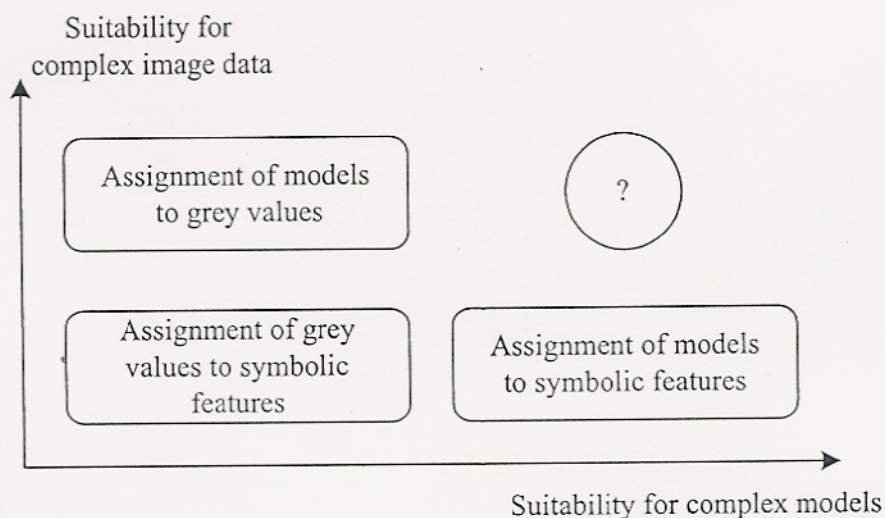 Suitability for
complex image data
Assignment of models
to grey values
?
Assignment of grey
values to symbolic
features
Assignment of models
to symbolic features
Suitability for complex models